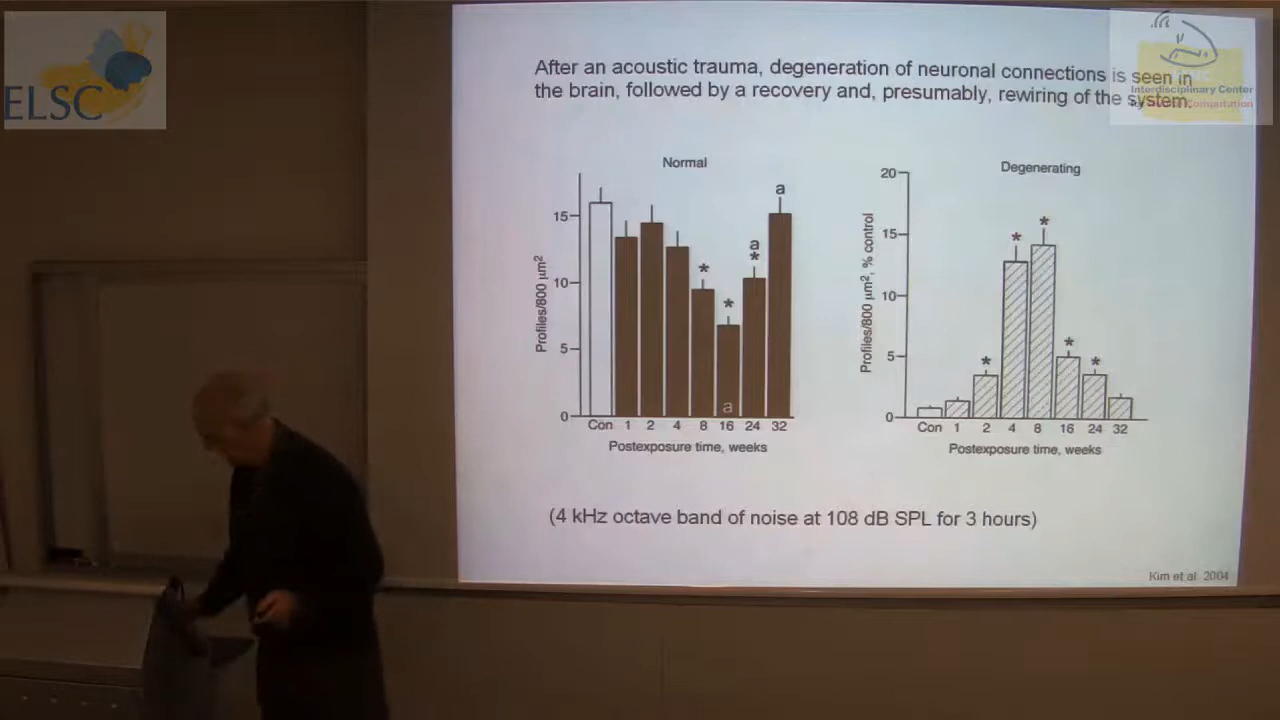 ELSC
After an acoustic trauma, degeneration of neuronal connections is seen in
the brain, followed by a recovery and, presumably, rewiring of the system.
Interdisciplinary Center
Computation
Normal
Profiles/800 µm²
15
10
5
0
* * * a a
a
Con 1 2 4 8 16 24 32
Postexposure time, weeks
Degenerating
Profiles/800 µm², % control
20
15
10
5
0
* * * * *
Con 1 2 4 8 16 24 32
Postexposure time, weeks
(4 kHz octave band of noise at 108 dB SPL for 3 hours)
Kim et al. 2004